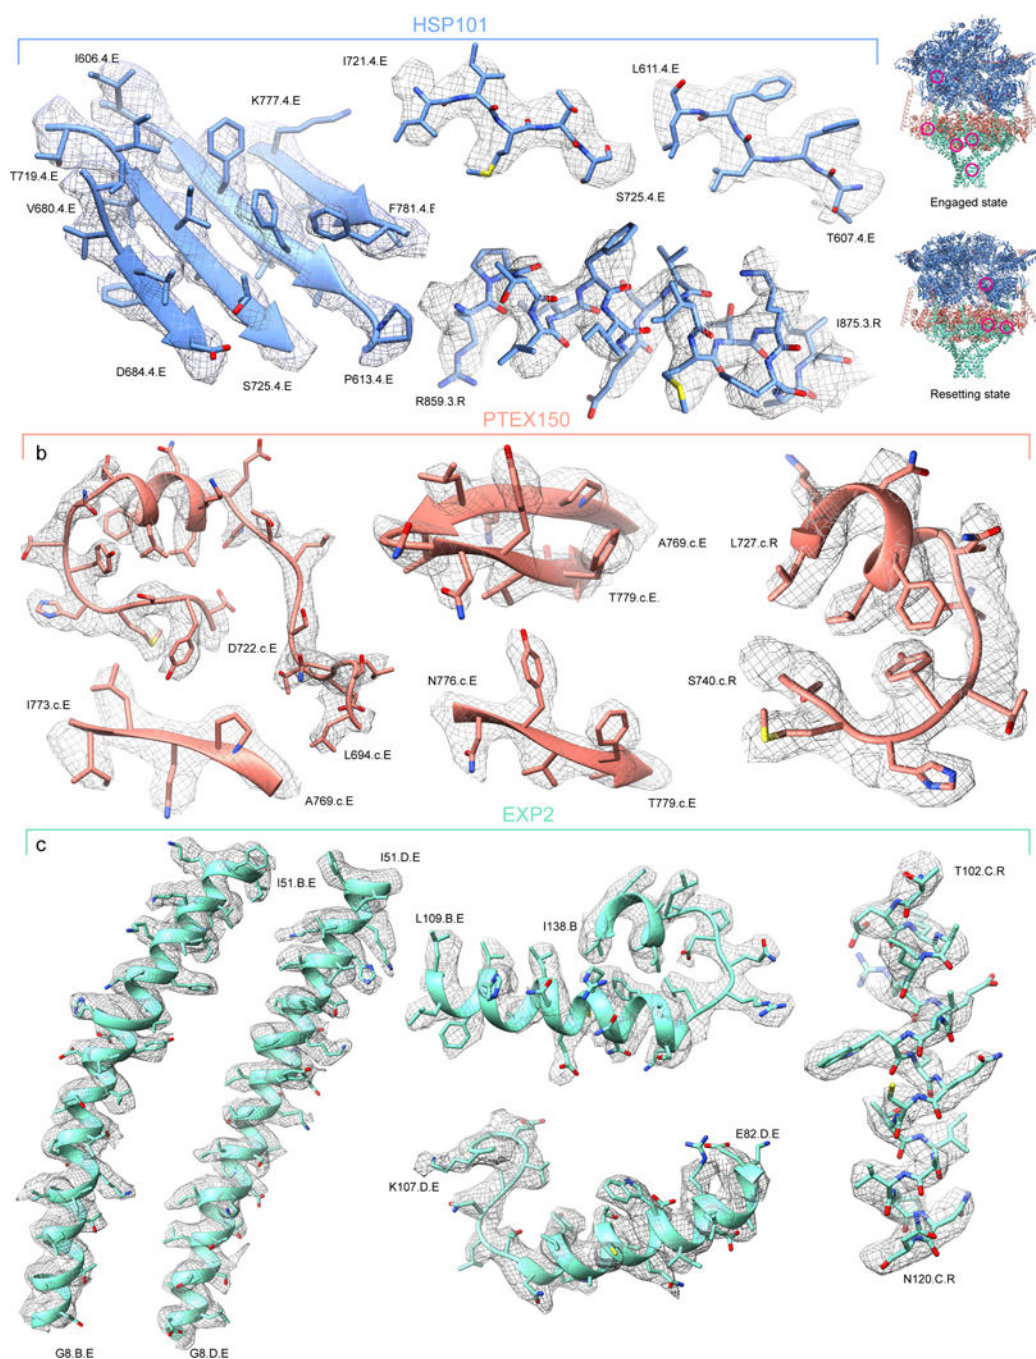 HSP101
I606.4.E
K777.4.E
T719.4.E
V680.4.E
F781.4.E
D684.4.E
S725.4.E
P613.4.E
I721.4.E
S725.4.E
L611.4.E
T607.4.E
R859.3.R
I875.3.R
Engaged state
Resetting state
PTEX150
b
D722.c.E
L694.c.E
I773.c.E
A769.c.E
A769.c.E
T779.c.E.
N776.c.E
T779.c.E
L727.c.R
S740.c.R
EXP2
c
I51.B.E
G8.B.E
I51.D.E
G8.D.E
L109.B.E
I138.B
E82.D.E
K107.D.E
T102.C.R
N120.C.R